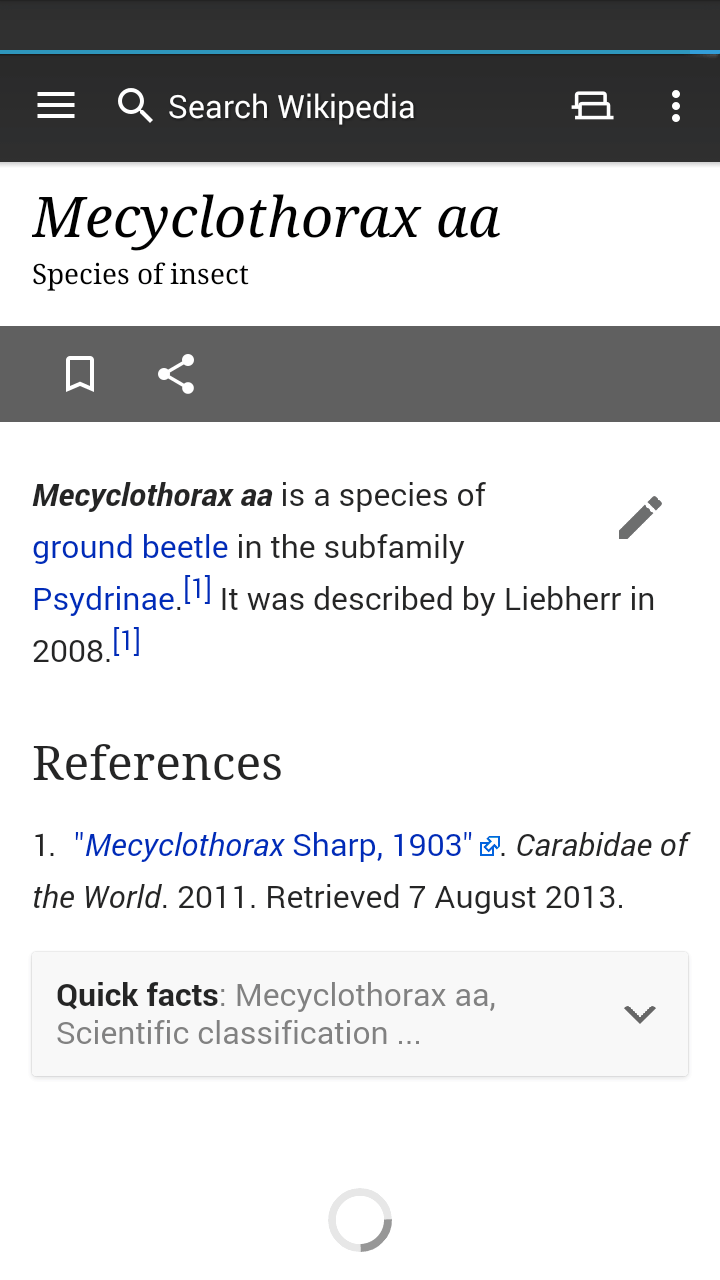 Search Wikipedia
Mecyclothorax aa
Species of insect
Mecyclothorax aa is a species of
ground beetle in the subfamily
Psydrinae.[1] It was described by Liebherr in
2008.[1]
References
1. "Mecyclothorax Sharp, 1903". Carabidae of
the World. 2011. Retrieved 7 August 2013.
Quick facts: Mecyclothorax aa,
Scientific classification ...